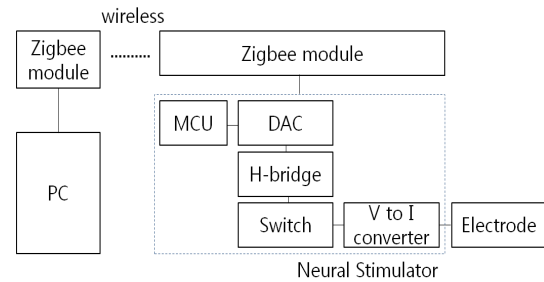 wireless
Zigbee
module
Zigbee module
MCU
DAC
H-bridge
PC
Switch
V to I
converter
Electrode
Neural Stimulator